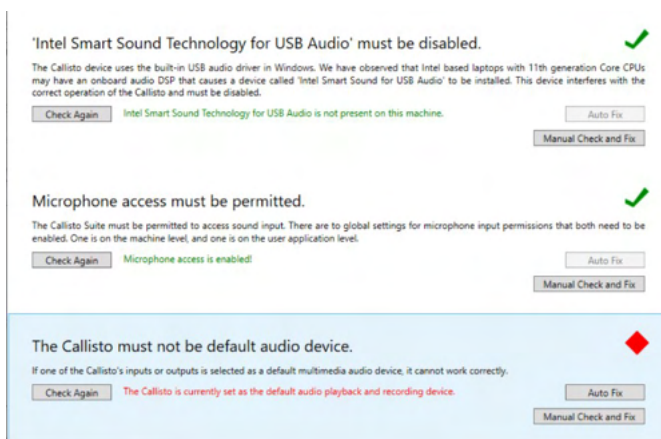 'Intel Smart Sound Technology for USB Audio' must be disabled.
The Callisto device uses the built-in USB audio driver in Windows. We have observed that Intel based laptops with 11th generation Core CPUs
may have an onboard audio DSP that causes a device called 'Intel Smart Sound for USB Audio' to be installed. This device interferes with the
correct operation of the Callisto and must be disabled.
Check Again Intel Smart Sound Technology for USB Audio is not present on this machine. Auto Fix
Manual Check and Fix
Microphone access must be permitted.
The Callisto Suite must be permitted to access sound input. There are to global settings for microphone input permissions that both need to be
enabled. One is on the machine level, and one is on the user application level.
Check Again Microphone access is enabled! Auto Fix
Manual Check and Fix
The Callisto must not be default audio device.
If one of the Callisto's inputs or outputs is selected as a default multimedia audio device, it cannot work correctly.
Check Again The Callisto is currently set as the default audio playback and recording device. Auto Fix
Manual Check and Fix